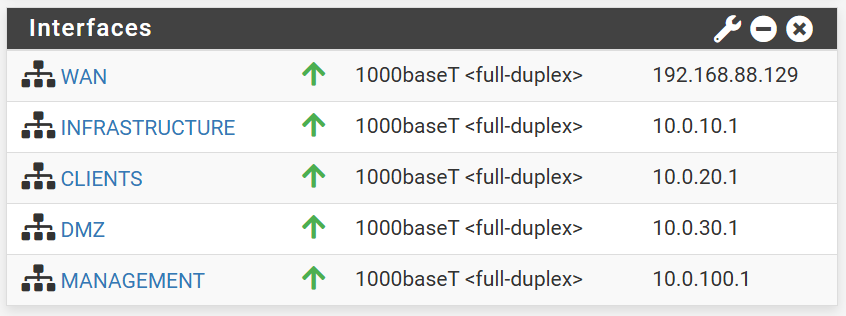 Interfaces
WAN 1000baseT <full-duplex> 192.168.88.129
INFRASTRUCTURE 1000baseT <full-duplex> 10.0.10.1
CLIENTS 1000baseT <full-duplex> 10.0.20.1
DMZ 1000baseT <full-duplex> 10.0.30.1
MANAGEMENT 1000baseT <full-duplex> 10.0.100.1